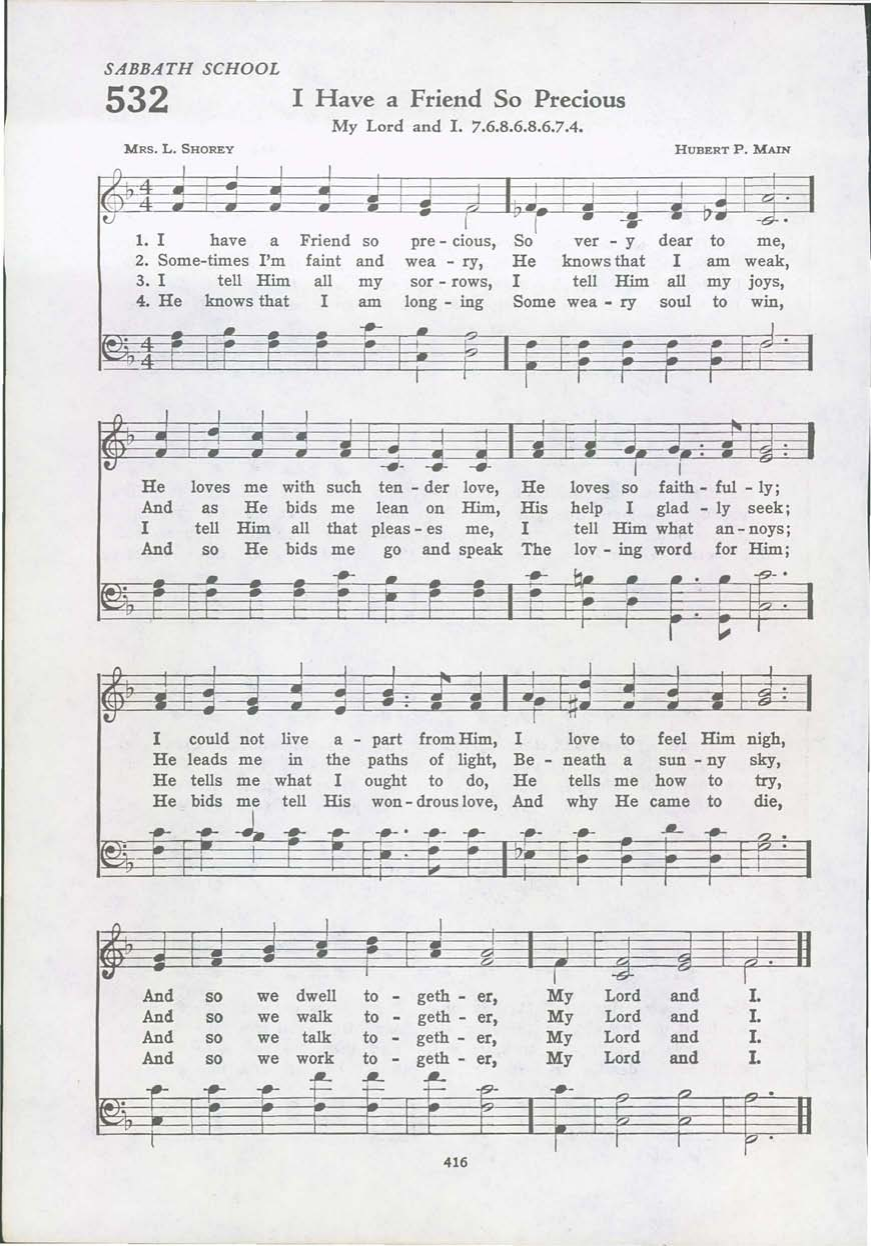 SABBATH SCHOOL
532 I Have a Friend So Precious
My Lord and I. 7.6.8.6.8.6.7.4.
MRS. L. SHOREY HUBERT P. MAIN
4
4
1. I have a Friend so pre - cious, So ver - y dear to me,
2. Some-times I'm faint and wea - ry, He knows that I am weak,
3. I tell Him all my sor - rows, I tell Him all my joys,
4. He knows that I am long - ing Some wea - ry soul to win,
4
4
He loves me with such ten - der love, He loves so faith - ful - ly;
And as He bids me lean on Him, His help I glad - ly seek;
I tell Him all that pleas - es me, I tell Him what an - noys;
And so He bids me go and speak The lov - ing word for Him;
I could not live a - part from Him, I love to feel Him nigh,
He leads me in the paths of light, Be - neath a sun - ny sky,
He tells me what I ought to do, He tells me how to try,
He bids me tell His won - drous love, And why He came to die,
And so we dwell to - geth - er, My Lord and I.
And so we walk to - geth - er, My Lord and I.
And so we talk to - geth - er, My Lord and I.
And so we work to - geth - er, My Lord and I.
416